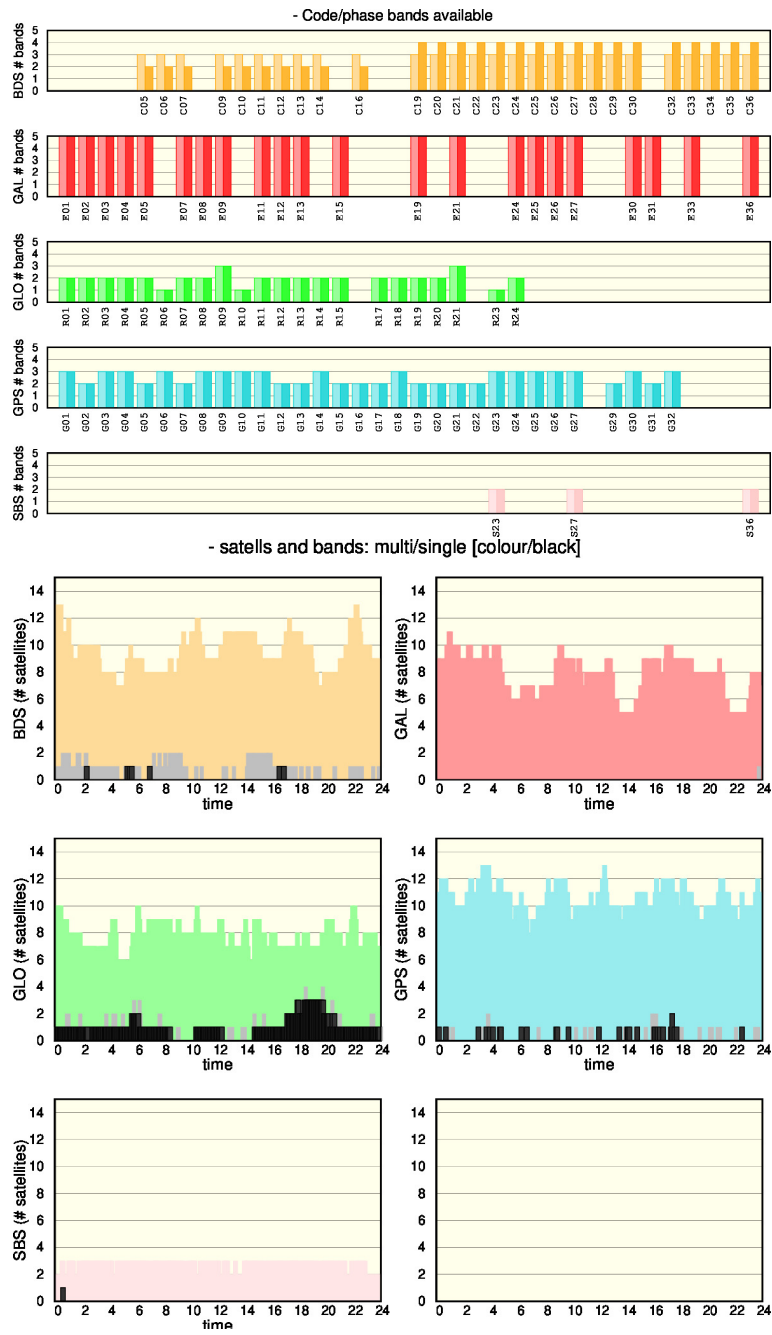 - Code/phase bands available
BDS # bands
5
4
3
2
1
0
C05 C06 C07 C09 C10 C11 C12 C13 C14 C16 C19 C20 C21 C22 C23 C24 C25 C26 C27 C28 C29 C30 C32 C33 C34 C35 C36
GAL # bands
5
4
3
2
1
0
E01 E02 E03 E04 E05 E07 E08 E09 E11 E12 E13 E15 E19 E21 E24 E25 E26 E27 E30 E31 E33 E36
GLO # bands
5
4
3
2
1
0
R01 R02 R03 R04 R05 R06 R07 R08 R09 R10 R11 R12 R13 R14 R15 R17 R18 R19 R20 R21 R23 R24
GPS # bands
5
4
3
2
1
0
G01 G02 G03 G04 G05 G06 G07 G08 G09 G10 G11 G12 G13 G14 G15 G16 G17 G18 G19 G20 G21 G22 G23 G24 G25 G26 G27 G29 G30 G31 G32
SBS # bands
5
4
3
2
1
0
S23 S27 S36
- satells and bands: multi/single [colour/black]
BDS (# satellites)
14
12
10
8
6
4
2
0
0 2 4 6 8 10 12 14 16 18 20 22 24
time
GAL (# satellites)
14
12
10
8
6
4
2
0
0 2 4 6 8 10 12 14 16 18 20 22 24
time
GLO (# satellites)
14
12
10
8
6
4
2
0
0 2 4 6 8 10 12 14 16 18 20 22 24
time
GPS (# satellites)
14
12
10
8
6
4
2
0
0 2 4 6 8 10 12 14 16 18 20 22 24
time
SBS (# satellites)
14
12
10
8
6
4
2
0
0 2 4 6 8 10 12 14 16 18 20 22 24
time
14
12
10
8
6
4
2
0
0 2 4 6 8 10 12 14 16 18 20 22 24